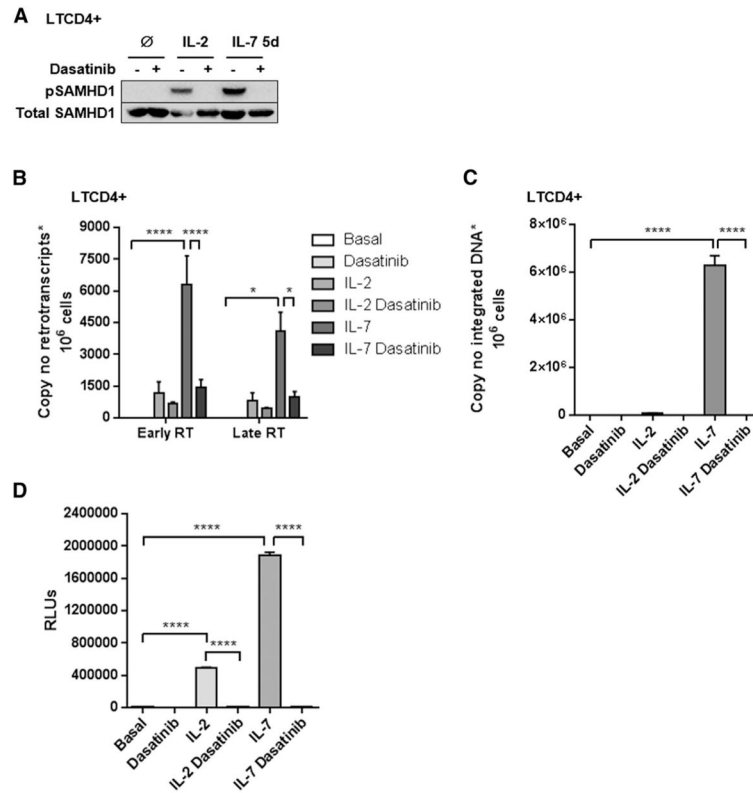 A
LTCD4+
Ø IL-2 IL-7 5d
Dasatinib - + - + - +
pSAMHD1
Total SAMHD1
B
LTCD4+
Copy no retrotranscripts*
10⁶ cells
9000
7500
6000
4500
3000
1500
0
**** ****
* *
Early RT Late RT
Basal
Dasatinib
IL-2
IL-2 Dasatinib
IL-7
IL-7 Dasatinib
C
LTCD4+
Copy no integrated DNA*
10⁶ cells
8×10⁶
6×10⁶
4×10⁶
2×10⁶
0
**** ****
Basal
Dasatinib
IL-2
IL-2 Dasatinib
IL-7
IL-7 Dasatinib
D
RLUs
2400000
2000000
1600000
1200000
800000
400000
0
**** ****
**** ****
Basal
Dasatinib
IL-2
IL-2 Dasatinib
IL-7
IL-7 Dasatinib